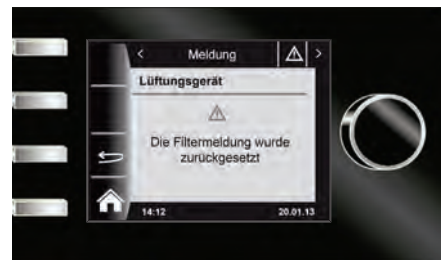 Meldung
Lüftungsgerät
Die Filtermeldung wurde
zurückgesetzt
14:12 20.01.13